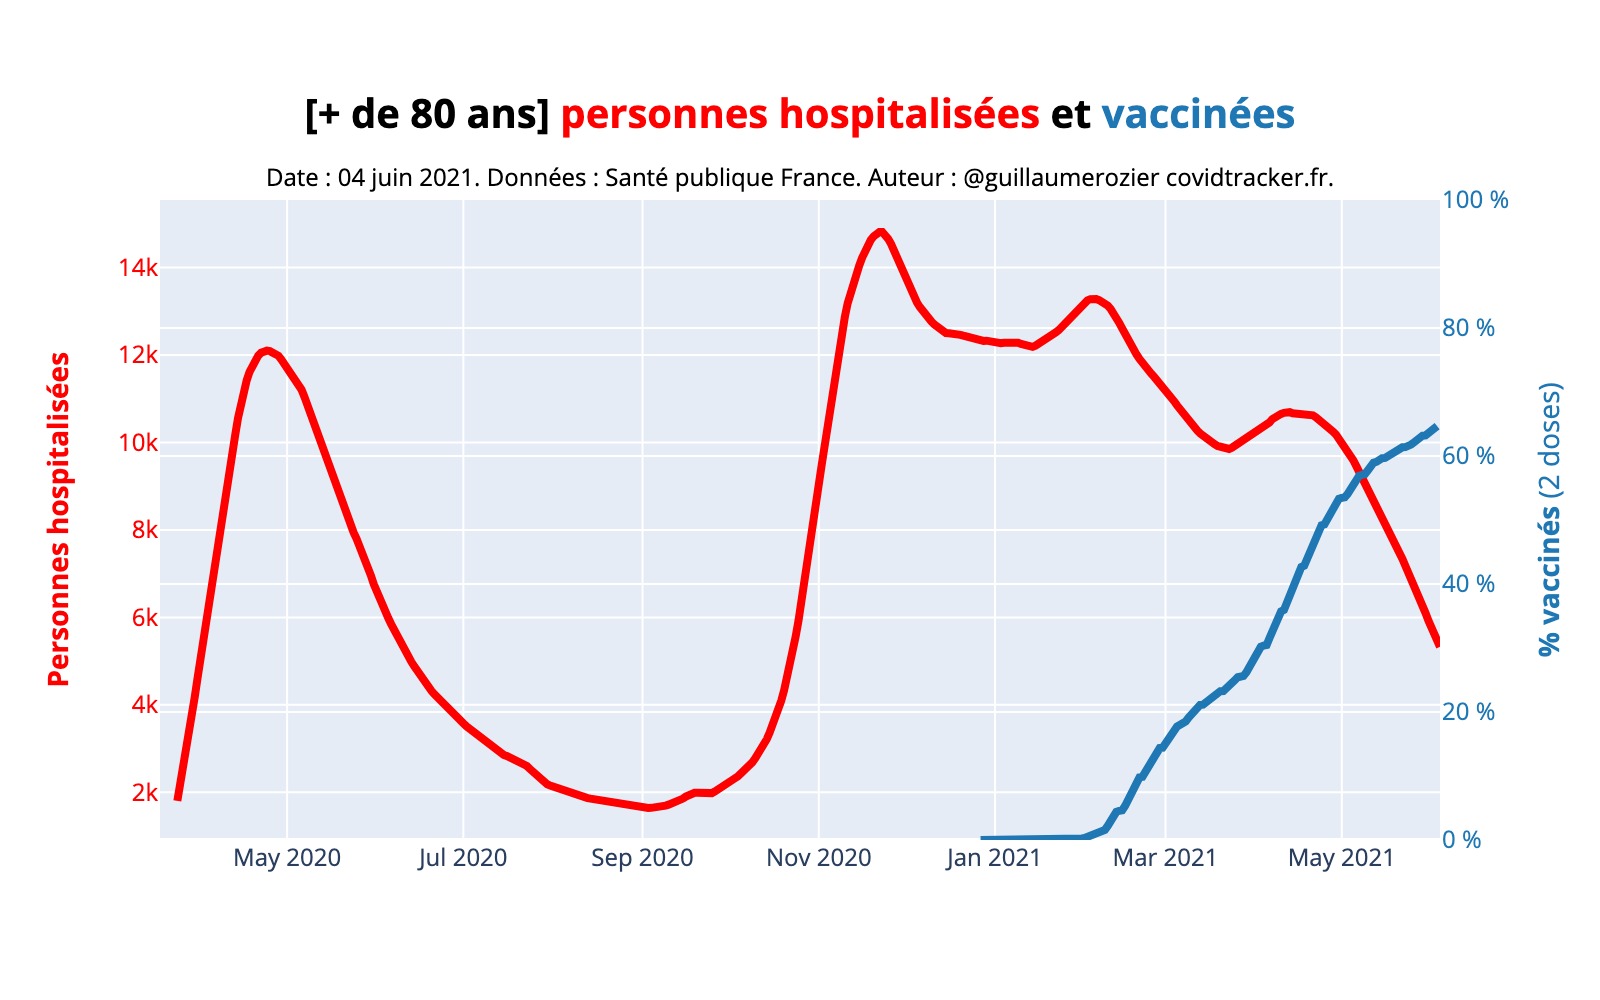 [+ de 80 ans] personnes hospitalisées et vaccinées
Date : 04 juin 2021. Données : Santé publique France. Auteur : @guillaumerozier covidtracker.fr.
Personnes hospitalisées
14k
12k
10k
8k
6k
4k
2k
100 %
80 %
60 %
40 %
20 %
0 %
% vaccinés (2 doses)
May 2020
Jul 2020
Sep 2020
Nov 2020
Jan 2021
Mar 2021
May 2021